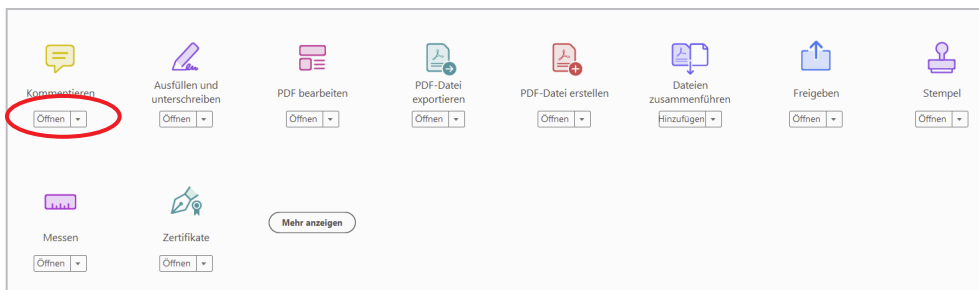 Kommentieren
Öffnen
Ausfüllen und
unterschreiben
Öffnen
PDF bearbeiten
Öffnen
PDF-Datei
exportieren
Öffnen
PDF-Datei erstellen
Öffnen
Dateien
zusammenführen
Hinzufügen
Freigeben
Öffnen
Stempel
Öffnen
Messen
Öffnen
Zertifikate
Öffnen
Mehr anzeigen